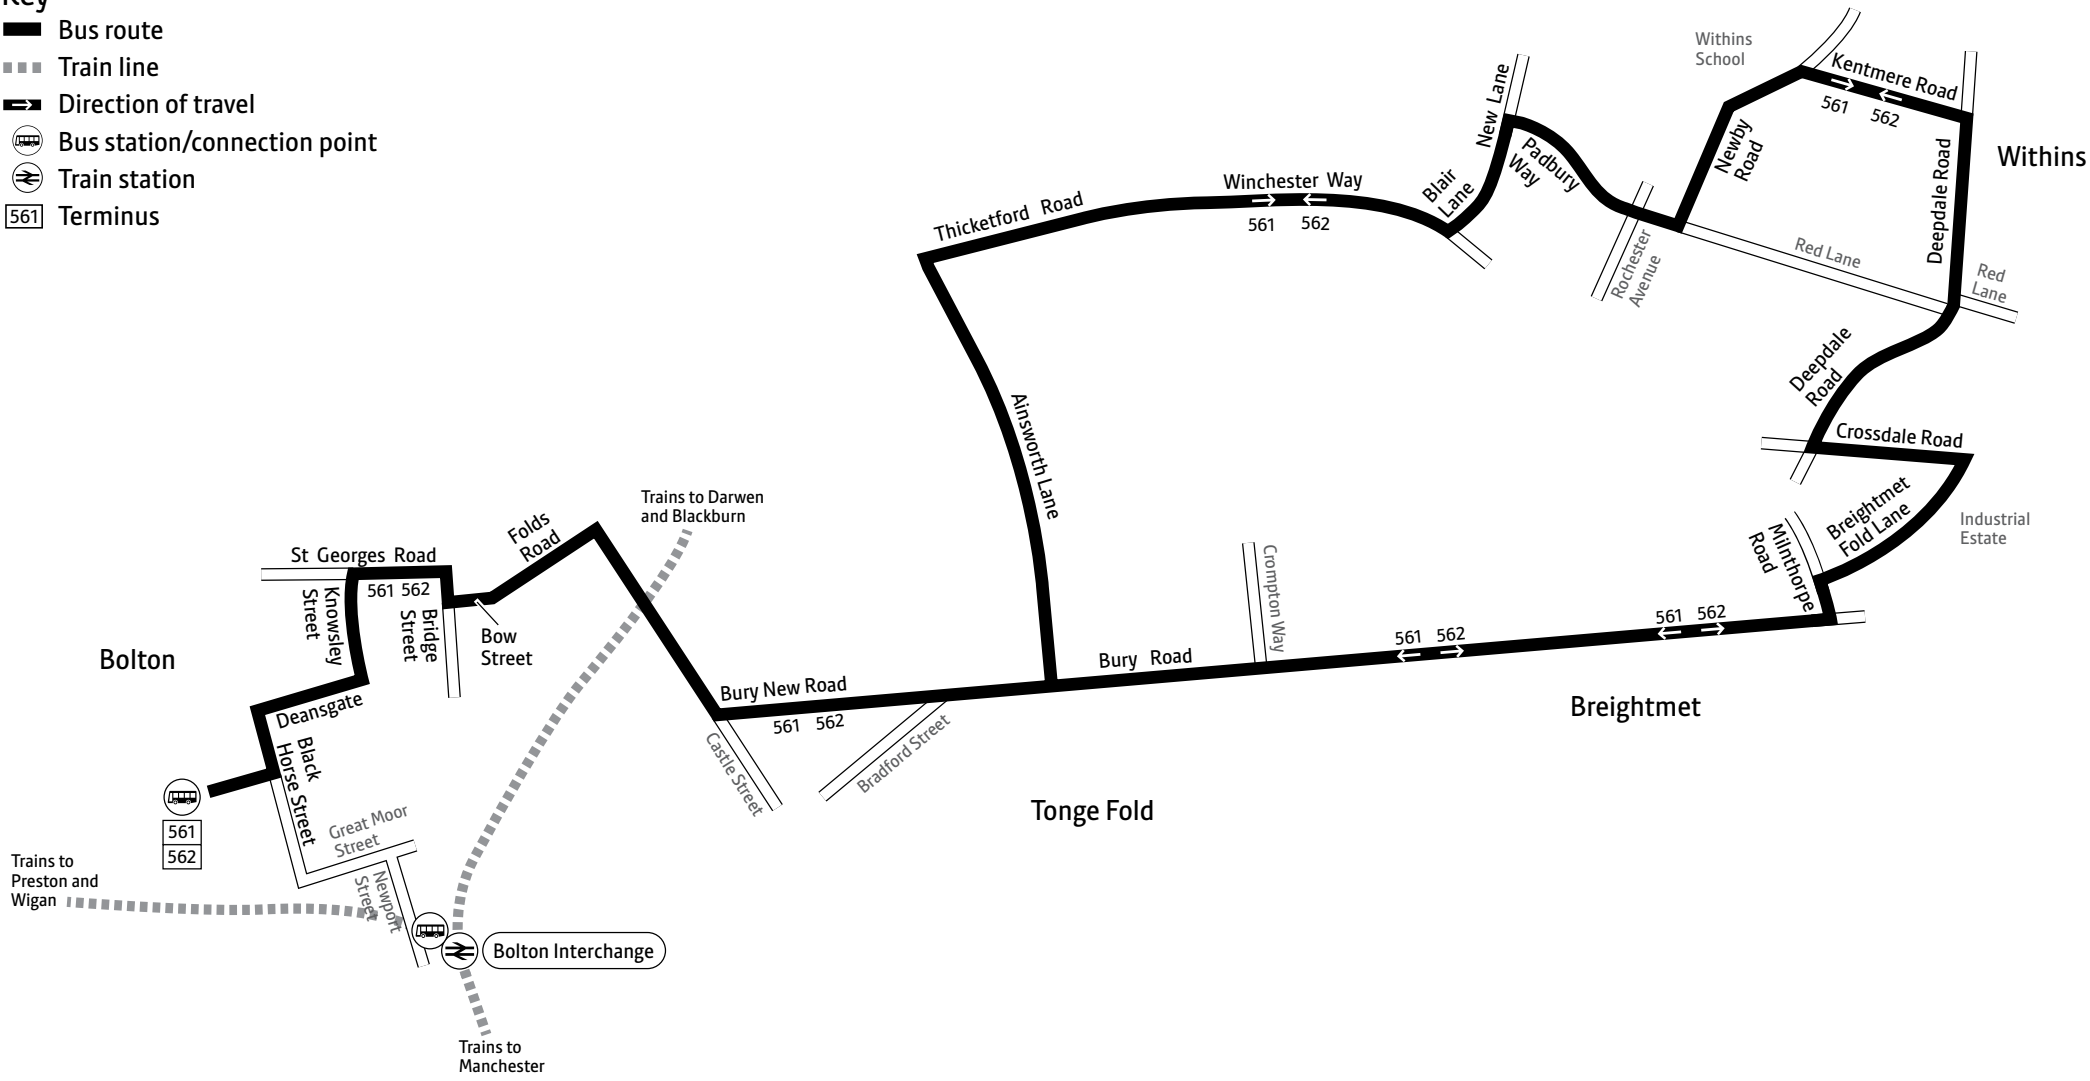 Key
Bus route
Train line
Direction of travel
Bus station/connection point
Train station
561 Terminus
Withins
School
Kentmere Road
561
562
Newby
Road
Deepdale Road
Withins
New Lane
Padbury
Way
Blair
Lane
Winchester Way
561
562
Thicketford Road
Rochester
Avenue
Red Lane
Red
Lane
Deepdale
Road
Crossdale Road
Breightmet
Fold Lane
Industrial
Estate
Milnthorpe
Road
Ainsworth Lane
Crompton Way
Trains to Darwen
and Blackburn
Folds
Road
St Georges Road
561 562
Knowsley
Street
Bridge
Street
Bow
Street
Bolton
Deansgate
Black
Horse Street
Bury New Road
561 562
Bury Road
561 562
561 562
Breightmet
Castle Street
Bradford Street
Tonge Fold
561
562
Great Moor
Street
Newport
Street
Trains to
Preston and
Wigan
Bolton Interchange
Trains to
Manchester